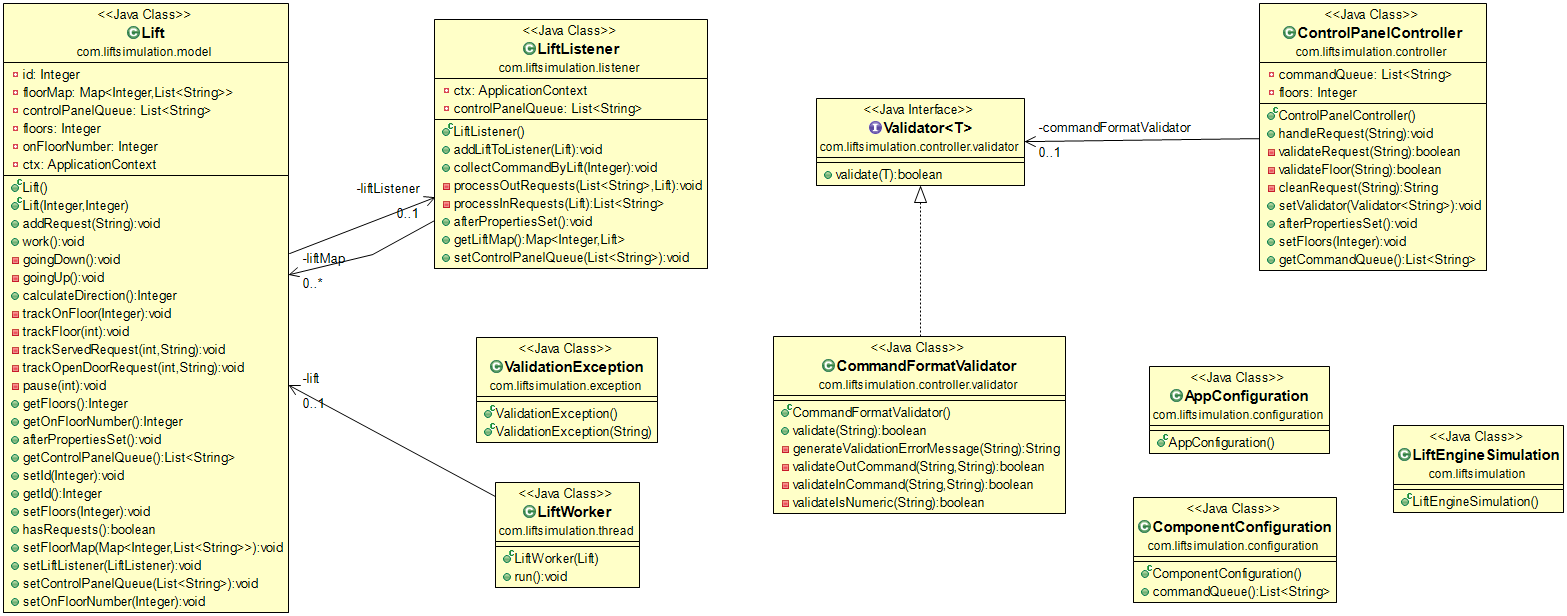 <<Java Class>>
Lift
com.liftsimulation.model
id: Integer
floorMap: Map<Integer,List<String>>
controlPanelQueue: List<String>
floors: Integer
onFloorNumber: Integer
ctx: ApplicationContext
Lift()
Lift(Integer,Integer)
addRequest(String):void
work():void
goingDown():void
goingUp():void
calculateDirection():Integer
trackOnFloor(Integer):void
trackFloor(int):void
trackServedRequest(int,String):void
trackOpenDoorRequest(int,String):void
pause(int):void
getFloors():Integer
getOnFloorNumber():Integer
afterPropertiesSet():void
getControlPanelQueue():List<String>
setId(Integer):void
getId():Integer
setFloors(Integer):void
hasRequests():boolean
setFloorMap(Map<Integer,List<String>>):void
setLiftListener(LiftListener):void
setControlPanelQueue(List<String>):void
setOnFloorNumber(Integer):void
-liftListener
0..1
-liftMap
0..*
-lift
0..1
<<Java Class>>
LiftListener
com.liftsimulation.listener
ctx: ApplicationContext
controlPanelQueue: List<String>
LiftListener()
addLiftToListener(Lift):void
collectCommandByLift(Integer):void
processOutRequests(List<String>,Lift):void
processInRequests(Lift):List<String>
afterPropertiesSet():void
getLiftMap():Map<Integer,Lift>
setControlPanelQueue(List<String>):void
<<Java Class>>
ValidationException
com.liftsimulation.exception
ValidationException()
ValidationException(String)
<<Java Class>>
LiftWorker
com.liftsimulation.thread
LiftWorker(Lift)
run():void
<<Java Interface>>
Validator<T>
com.liftsimulation.controller.validator
validate(T):boolean
-commandFormatValidator
0..1
<<Java Class>>
ControlPanelController
com.liftsimulation.controller
commandQueue: List<String>
floors: Integer
ControlPanelController()
handleRequest(String):void
validateRequest(String):boolean
validateFloor(String):boolean
cleanRequest(String):String
setValidator(Validator<String>):void
afterPropertiesSet():void
setFloors(Integer):void
getCommandQueue():List<String>
<<Java Class>>
CommandFormatValidator
com.liftsimulation.controller.validator
CommandFormatValidator()
validate(String):boolean
generateValidationErrorMessage(String):String
validateOutCommand(String,String):boolean
validateInCommand(String,String):boolean
validateIsNumeric(String):boolean
<<Java Class>>
AppConfiguration
com.liftsimulation.configuration
AppConfiguration()
<<Java Class>>
LiftEngineSimulation
com.liftsimulation
LiftEngineSimulation()
<<Java Class>>
ComponentConfiguration
com.liftsimulation.configuration
ComponentConfiguration()
commandQueue():List<String>